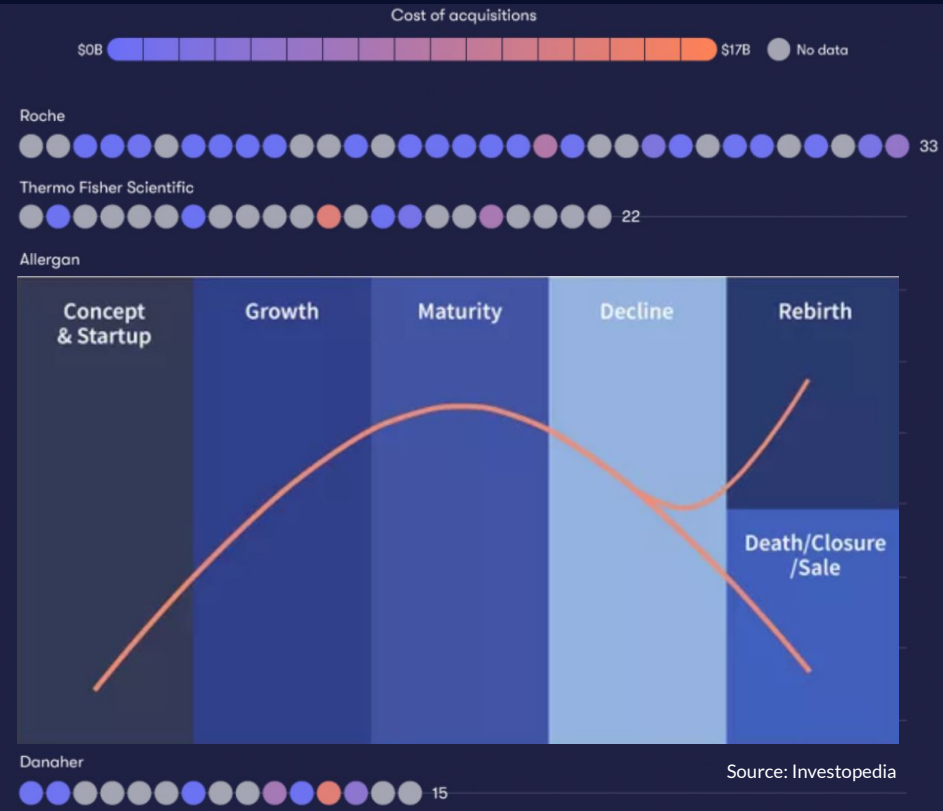 Cost of acquisitions
$0B $17B No data
Roche
33
Thermo Fisher Scientific
22
Allergan
Concept
& Startup
Growth
Maturity
Decline
Rebirth
Death/Closure
/Sale
Danaher
15
Source: Investopedia